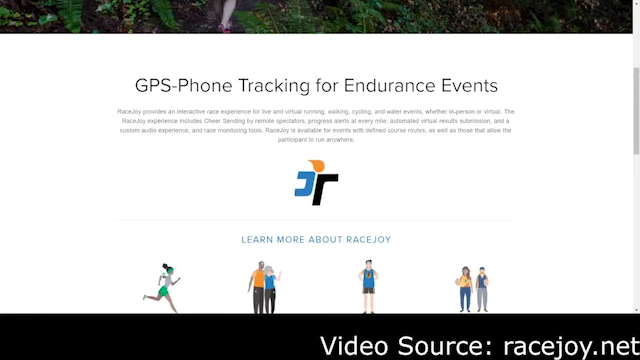 GPS-Phone Tracking for Endurance Events
RaceJoy provides an interactive race experience for live and virtual running, walking, cycling, and water events, whether in-person or virtual. The
RaceJoy experience includes Cheer Sending by remote spectators, progress alerts at every mile, automated virtual results submission, and a
custom audio experience, and race monitoring tools. RaceJoy is available for events with defined course routes, as well as those that allow the
participant to run anywhere.
LEARN MORE ABOUT RACEJOY
Video Source: racejoy.net